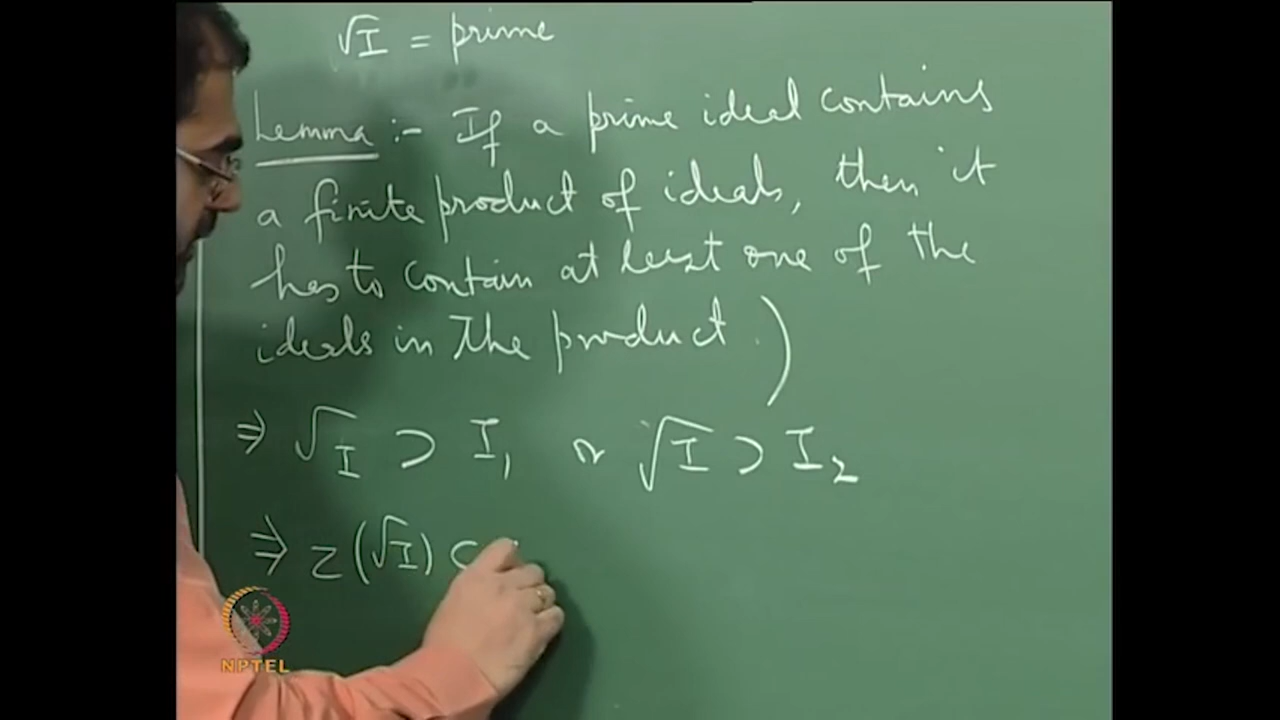 √I = prime
Lemma :- If a prime ideal contains
a finite product of ideals, then it
has to contain at least one of the
ideals in the product. )
⇒ √I ⊃ I₁ or √I ⊃ I₂
⇒ Z(√I) ⊂
NPTEL